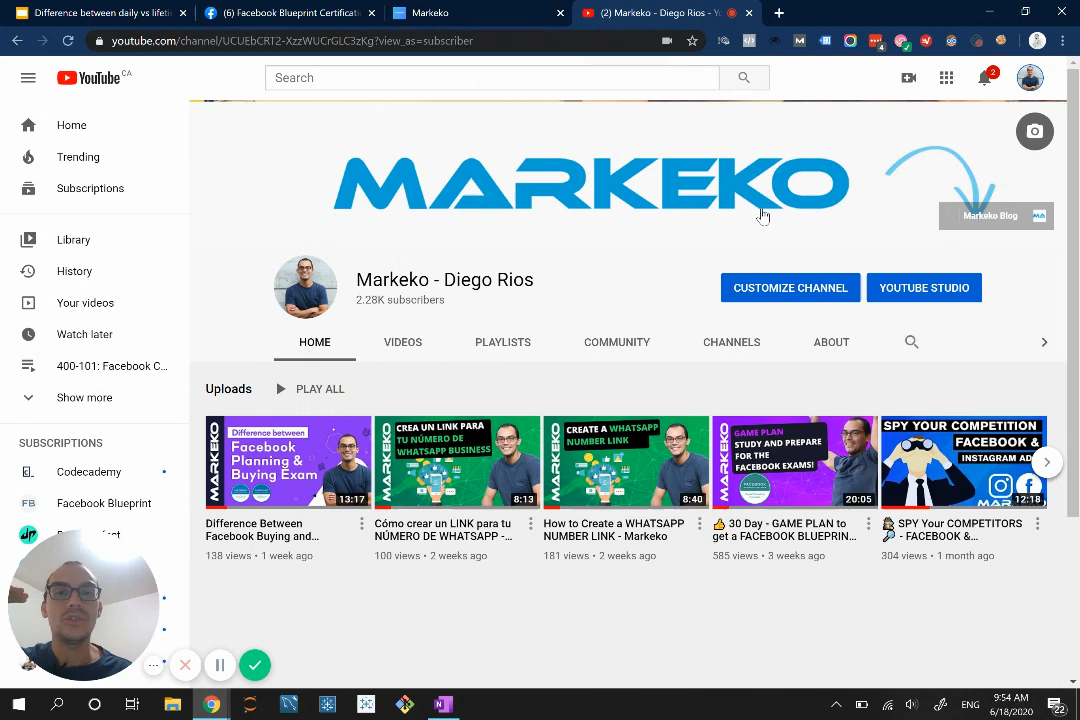 Difference between daily vs lifeti
(6) Facebook Blueprint Certificati
Markeko
(2) Markeko - Diego Rios - Yo
youtube.com/channel/UCUEbCRT2-XzzWUCrGLC3zKg?view_as=subscriber
YouTube CA
Search
2
Home
Trending
Subscriptions
Library
History
Your videos
Watch later
400-101: Facebook C...
Show more
SUBSCRIPTIONS
Codecademy
FB Facebook Blueprint
MARKEKO
Markeko Blog
MA
Markeko - Diego Rios
2.28K subscribers
CUSTOMIZE CHANNEL
YOUTUBE STUDIO
HOME
VIDEOS
PLAYLISTS
COMMUNITY
CHANNELS
ABOUT
Uploads
PLAY ALL
MARKEKO
Difference between
Facebook
Planning &
Buying Exam
13:17
MARKEKO
CREA UN LINK PARA
TU NÚMERO DE
WHATSAPP BUSINESS
8:13
MARKEKO
CREATE A WHATSAPP
NUMBER LINK
8:40
MARKEKO
GAME PLAN
STUDY AND PREPARE
FOR THE
FACEBOOK EXAMS!
20:05
SPY YOUR COMPETITION
FACEBOOK &
INSTAGRAM ADS
12:18
Difference Between
Facebook Buying and...
138 views • 1 week ago
Cómo crear un LINK para tu
NÚMERO DE WHATSAPP -...
100 views • 2 weeks ago
How to Create a WHATSAPP
NUMBER LINK - Markeko
181 views • 2 weeks ago
👍 30 Day - GAME PLAN to
get a FACEBOOK BLUEPRIN...
585 views • 3 weeks ago
SPY Your COMPETITORS
🔎 - FACEBOOK &...
304 views • 1 month ago
ENG
9:54 AM
6/18/2020
22